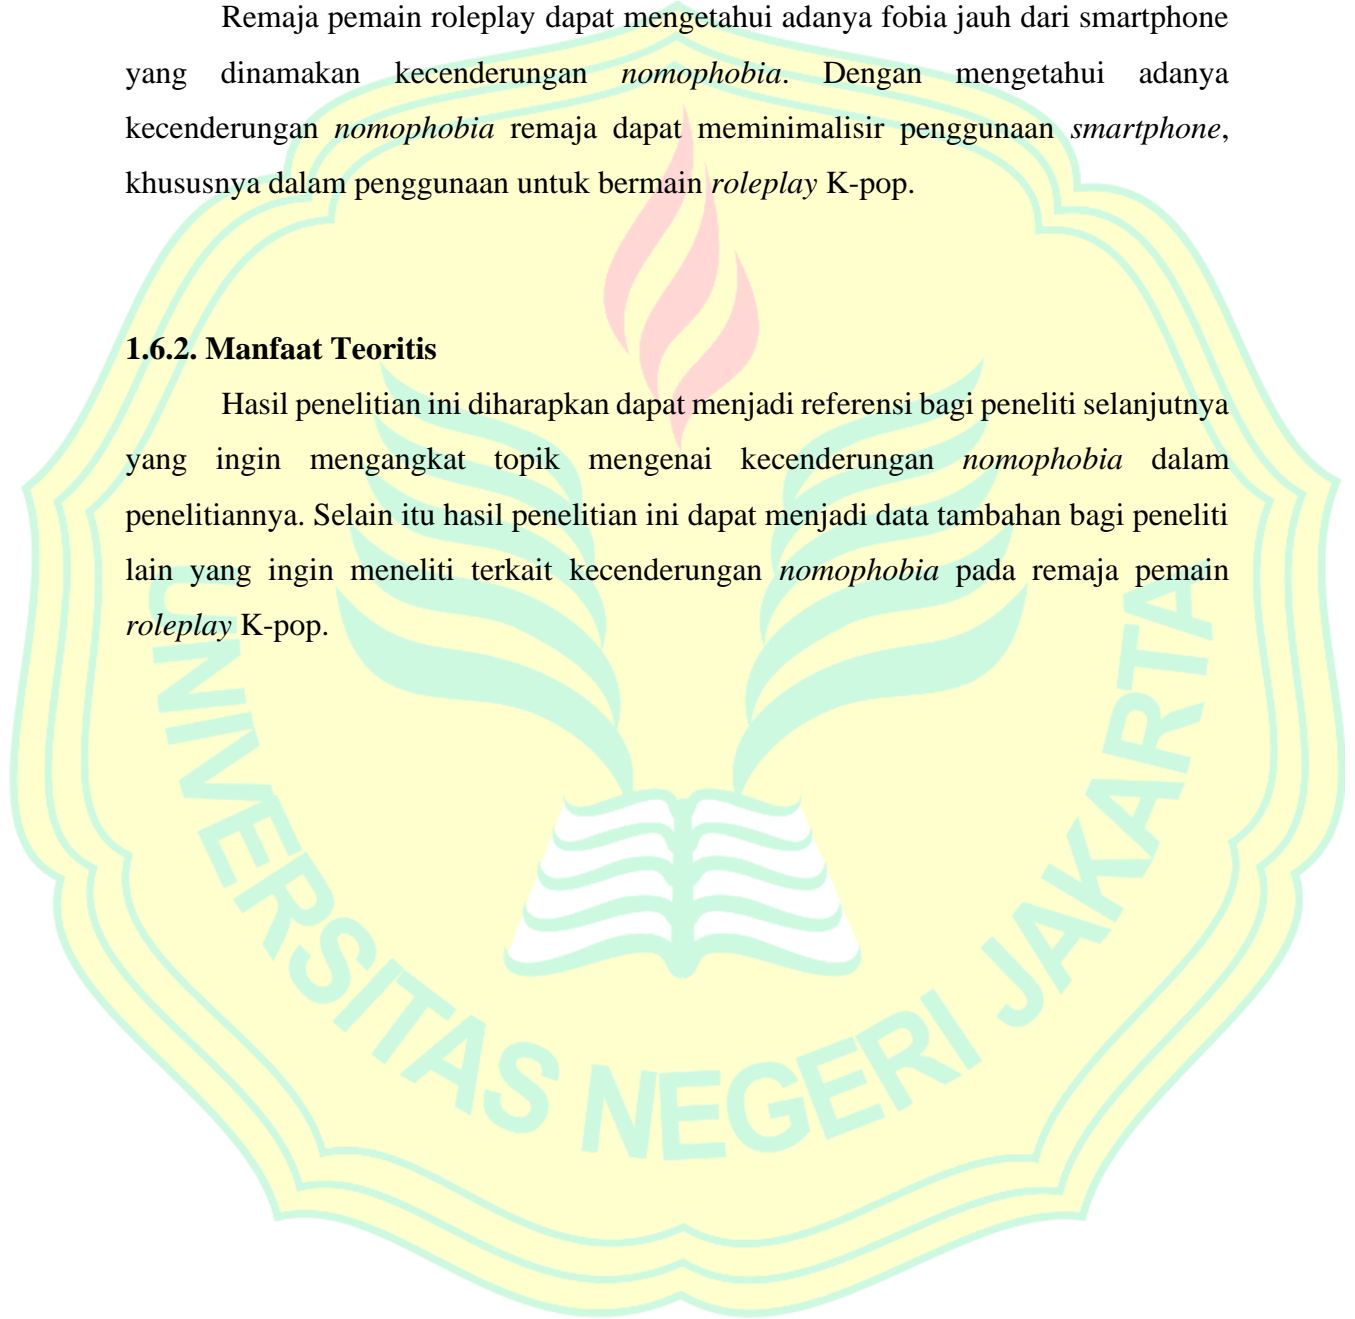 Remaja pemain roleplay dapat mengetahui adanya fobia jauh dari smartphone
yang dinamakan kecenderungan nomophobia. Dengan mengetahui adanya
kecenderungan nomophobia remaja dapat meminimalisir penggunaan smartphone,
khususnya dalam penggunaan untuk bermain roleplay K-pop.
1.6.2. Manfaat Teoritis
Hasil penelitian ini diharapkan dapat menjadi referensi bagi peneliti selanjutnya
yang ingin mengangkat topik mengenai kecenderungan nomophobia dalam
penelitiannya. Selain itu hasil penelitian ini dapat menjadi data tambahan bagi peneliti
lain yang ingin meneliti terkait kecenderungan nomophobia pada remaja pemain
roleplay K-pop.
UNIVERSITAS NEGERI JAKARTA